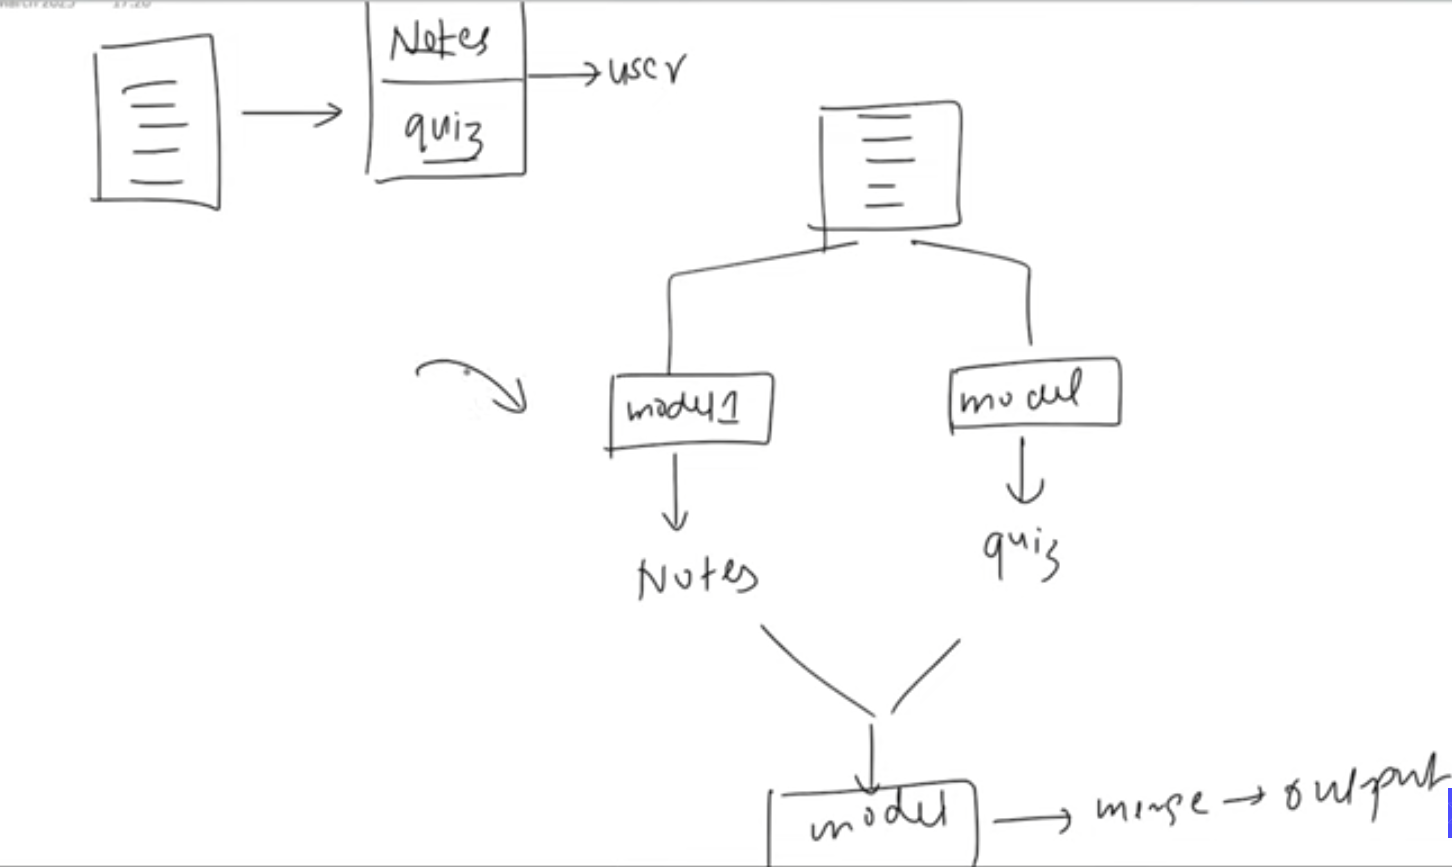 Notes
quiz
user
model1
model
Notes
quiz
model
merge
output